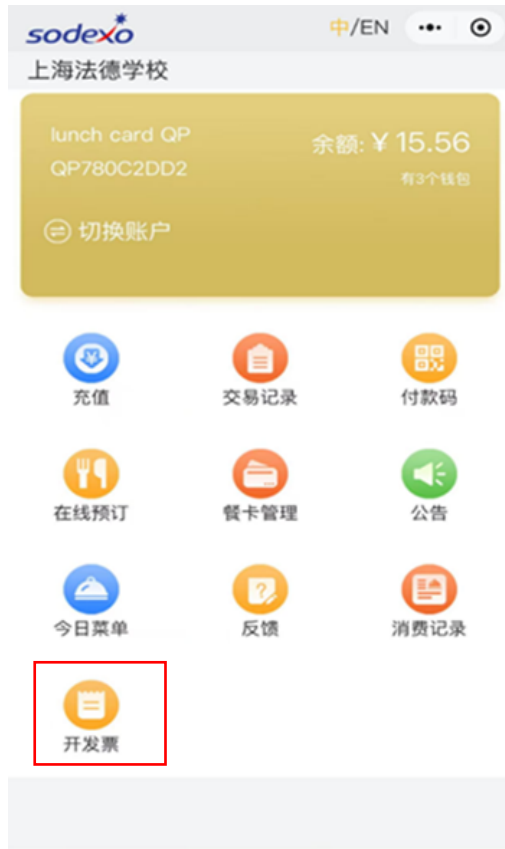 sodexo
中/EN
上海法德学校
lunch card QP
QP780C2DD2
余额:¥ 15.56
有3个钱包
切换账户
充值
交易记录
付款码
在线预订
餐卡管理
公告
今日菜单
反馈
消费记录
开发票